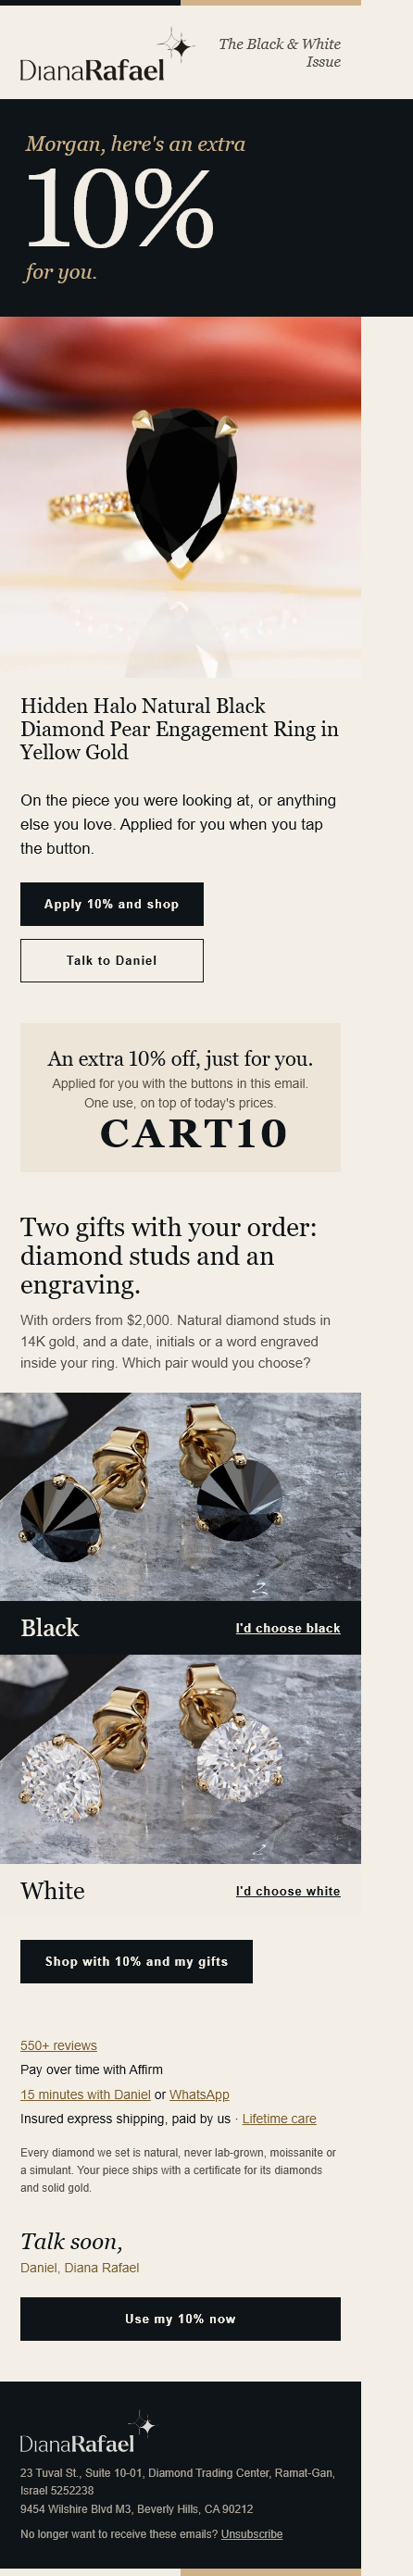 DianaRafael
The Black & White
Issue
Morgan, here's an extra
10%
for you.
Hidden Halo Natural Black
Diamond Pear Engagement Ring in
Yellow Gold
On the piece you were looking at, or anything
else you love. Applied for you when you tap
the button.
Apply 10% and shop
Talk to Daniel
An extra 10% off, just for you.
Applied for you with the buttons in this email.
One use, on top of today's prices.
CART10
Two gifts with your order:
diamond studs and an
engraving.
With orders from $2,000. Natural diamond studs in
14K gold, and a date, initials or a word engraved
inside your ring. Which pair would you choose?
Black
I'd choose black
White
I'd choose white
Shop with 10% and my gifts
550+ reviews
Pay over time with Affirm
15 minutes with Daniel or WhatsApp
Insured express shipping, paid by us · Lifetime care
Every diamond we set is natural, never lab-grown, moissanite or
a simulant. Your piece ships with a certificate for its diamonds
and solid gold.
Talk soon,
Daniel, Diana Rafael
Use my 10% now
DianaRafael
23 Tuval St., Suite 10-01, Diamond Trading Center, Ramat-Gan,
Israel 5252238
9454 Wilshire Blvd M3, Beverly Hills, CA 90212
No longer want to receive these emails? Unsubscribe